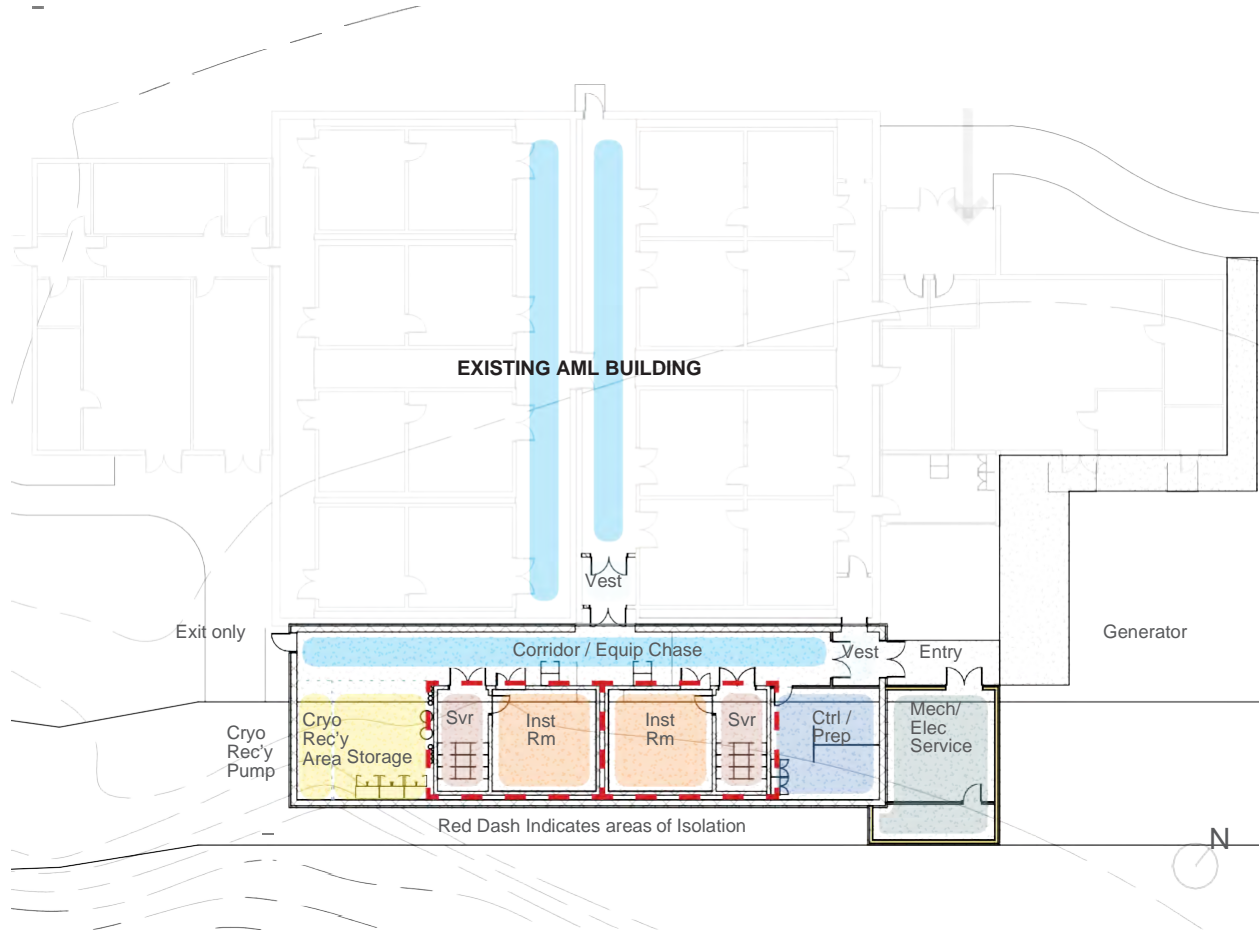 EXISTING AML BUILDING
Vest
Exit only
Corridor / Equip Chase
Vest
Entry
Generator
Cryo
Rec'y
Pump
Cryo
Rec'y
Area
Storage
Svr
Inst
Rm
Inst
Rm
Svr
Ctrl /
Prep
Mech/
Elec
Service
Red Dash Indicates areas of Isolation
N